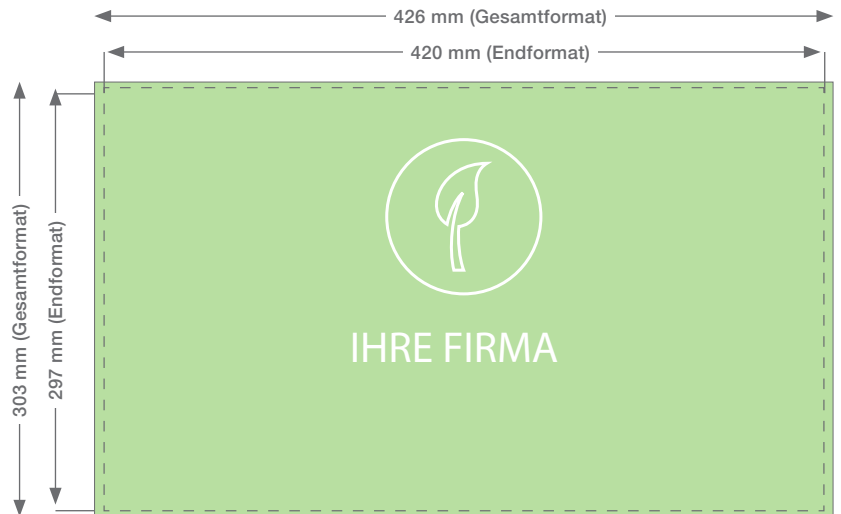 426 mm (Gesamtformat)
420 mm (Endformat)
303 mm (Gesamtformat)
297 mm (Endformat)
IHRE FIRMA